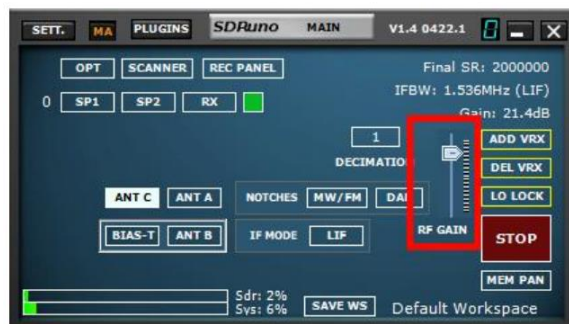 SETT. MA PLUGINS SDRuno MAIN V1.4 0422.1 0
OPT SCANNER REC PANEL Final SR: 2000000
IFBW: 1.536MHz (LIF)
0 SP1 SP2 RX Gain: 21.4dB
1 ADD VRX
DECIMATION DEL VRX
ANT C ANT A NOTCHES MW/FM DAB LO LOCK
BIAS-T ANT B IF MODE LIF RF GAIN STOP
MEM PAN
Sdr: 2%
Sys: 6% SAVE WS Default Workspace